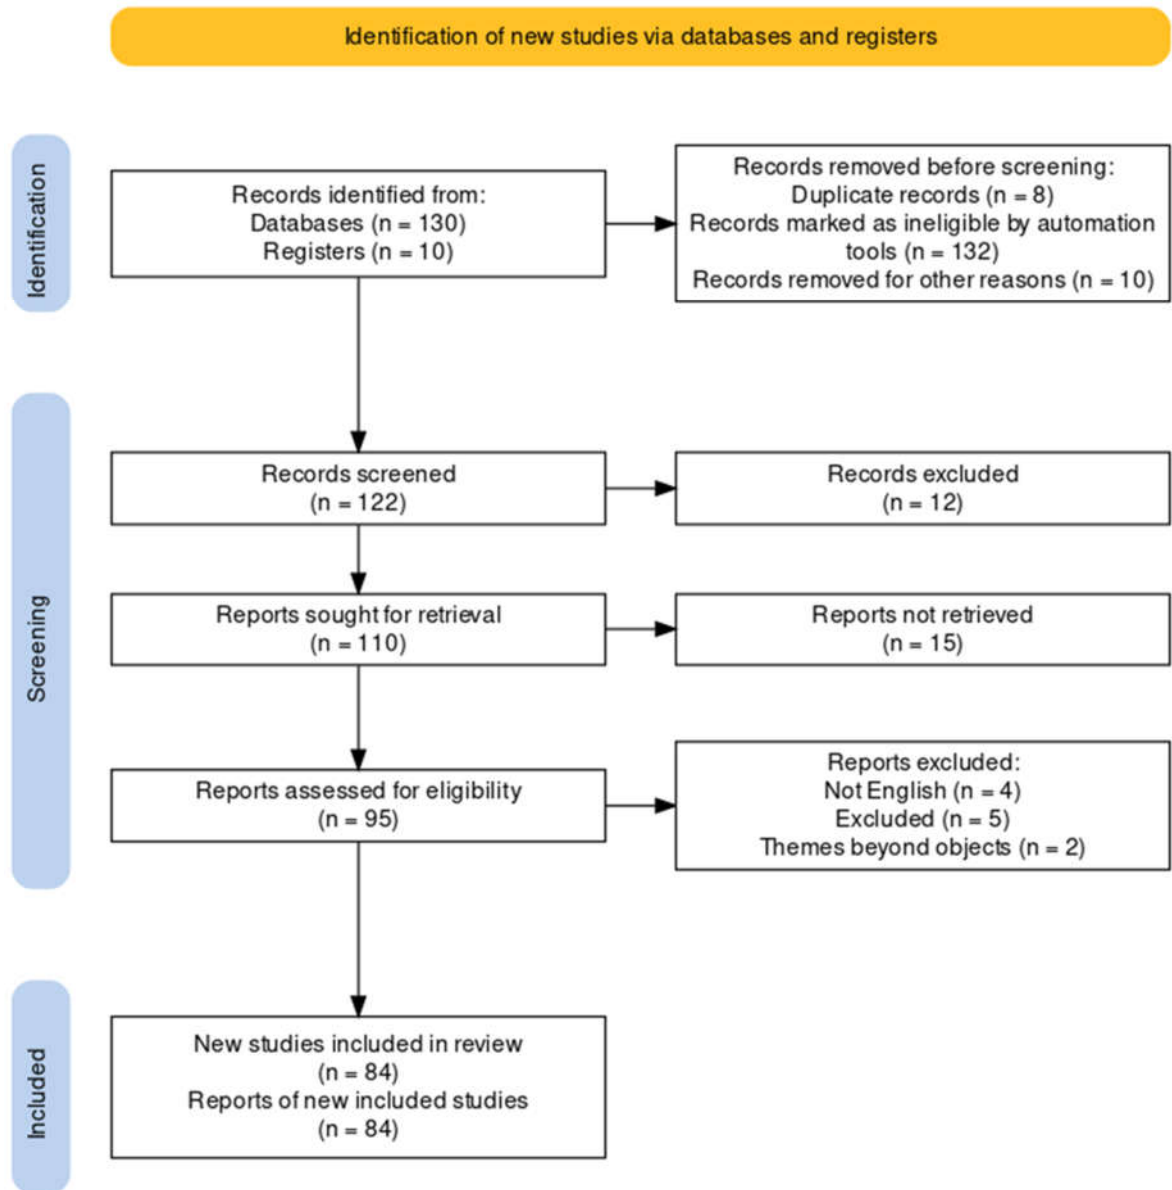 Identification of new studies via databases and registers
Identification
Records identified from:
Databases (n = 130)
Registers (n = 10)
Records removed before screening:
Duplicate records (n = 8)
Records marked as ineligible by automation
tools (n = 132)
Records removed for other reasons (n = 10)
Screening
Records screened
(n = 122)
Records excluded
(n = 12)
Reports sought for retrieval
(n = 110)
Reports not retrieved
(n = 15)
Reports assessed for eligibility
(n = 95)
Reports excluded:
Not English (n = 4)
Excluded (n = 5)
Themes beyond objects (n = 2)
Included
New studies included in review
(n = 84)
Reports of new included studies
(n = 84)